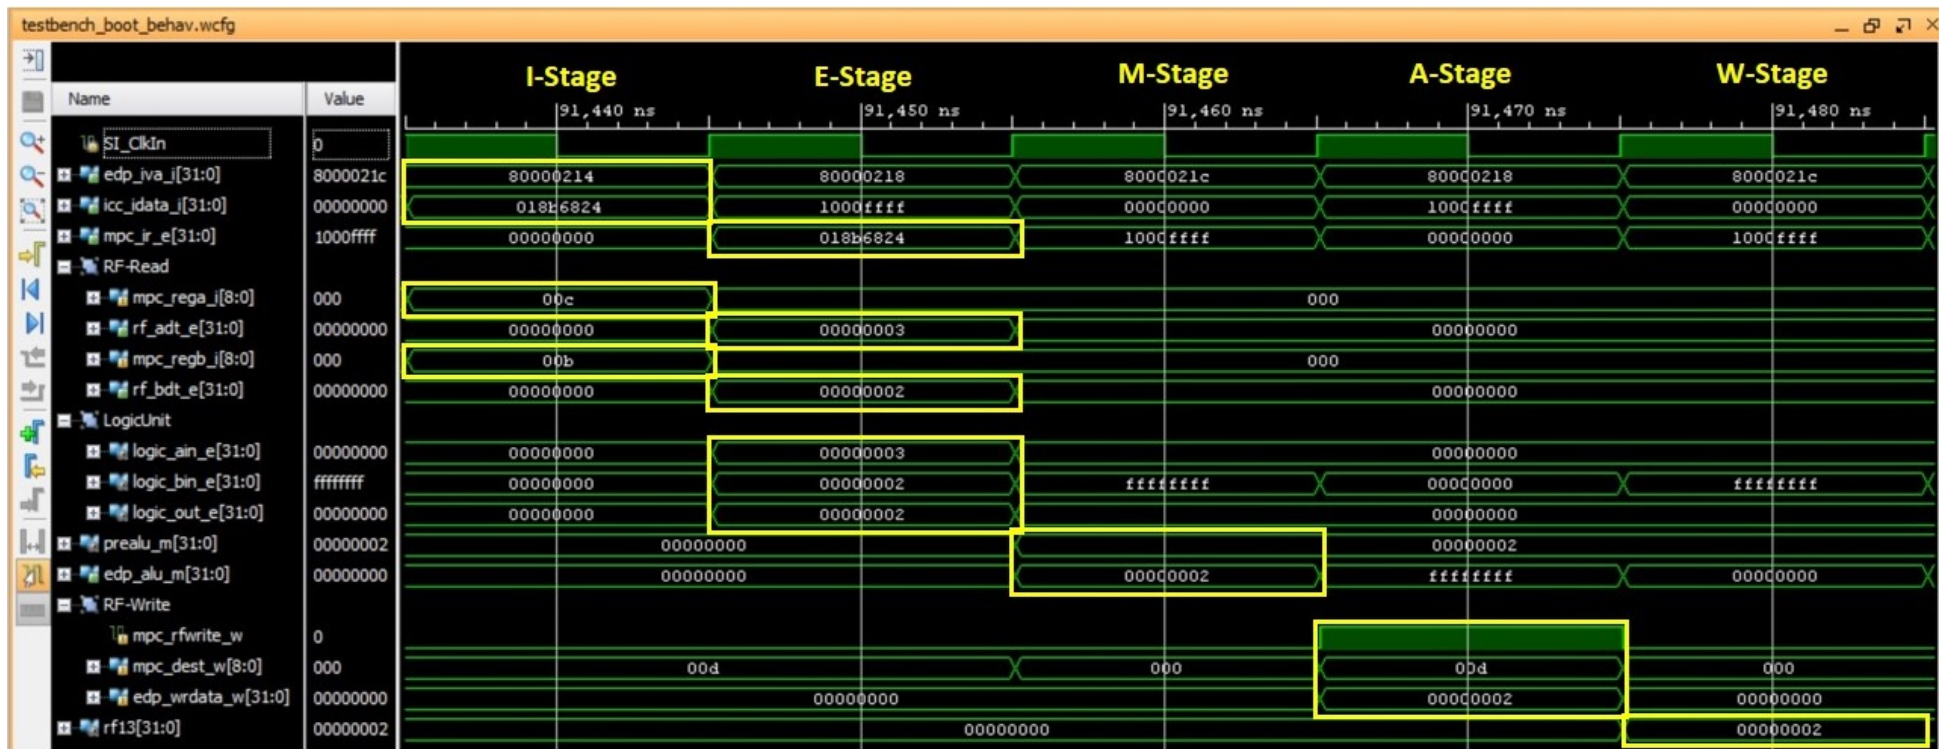 testbench_boot_behav.wcfg
I-Stage E-Stage M-Stage A-Stage W-Stage
Name Value 91,440 ns 91,450 ns 91,460 ns 91,470 ns 91,480 ns
SI_ClkIn 0
edp_iva_i[31:0] 8000021c 80000214 80000218 8000021c 80000218 8000021c
icc_idata_i[31:0] 00000000 018b6824 1000ffff 00000000 1000ffff 00000000
mpc_ir_e[31:0] 1000ffff 00000000 018b6824 1000ffff 00000000 1000ffff
RF-Read
mpc_rega_i[8:0] 000 00c 000
rf_adt_e[31:0] 00000000 00000000 00000003 00000000
mpc_regb_i[8:0] 000 00b 000
rf_bdt_e[31:0] 00000000 00000000 00000002 00000000
LogicUnit
logic_ain_e[31:0] 00000000 00000000 00000003 00000000
logic_bin_e[31:0] ffffffff 00000000 00000002 ffffffff 00000000 ffffffff
logic_out_e[31:0] 00000000 00000000 00000002 00000000
prealu_m[31:0] 00000002 00000000 00000002
edp_alu_m[31:0] 00000000 00000000 00000002 ffffffff 00000000
RF-Write
mpc_rfwrite_w 0
mpc_dest_w[8:0] 000 00d 000 00d 000
edp_wrdata_w[31:0] 00000000 00000000 00000002 00000000
rf13[31:0] 00000002 00000000 00000002